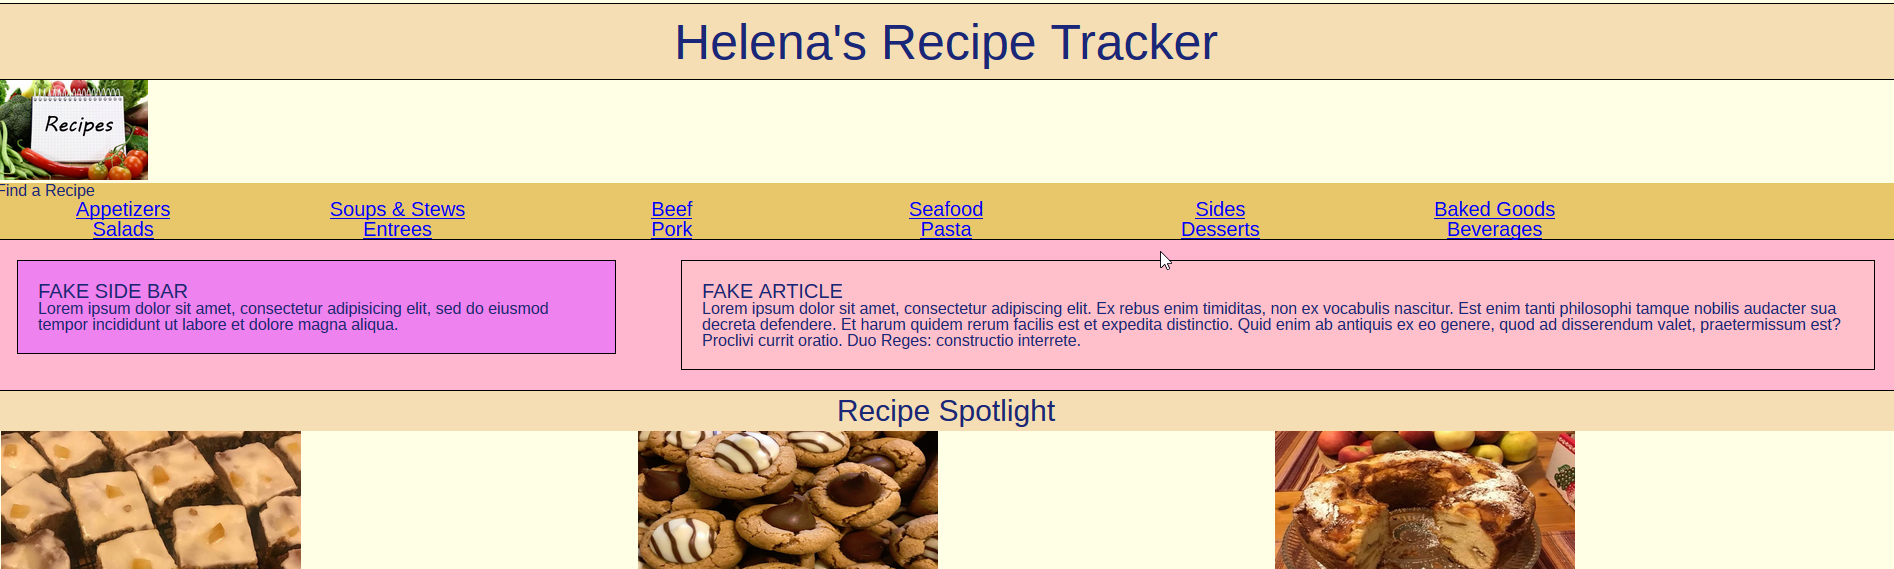 Helena's Recipe Tracker
Recipes
Find a Recipe
Appetizers Soups & Stews Beef Seafood Sides Baked Goods
Salads Entrees Pork Pasta Desserts Beverages
FAKE SIDE BAR
Lorem ipsum dolor sit amet, consectetur adipisicing elit, sed do eiusmod
tempor incididunt ut labore et dolore magna aliqua.
FAKE ARTICLE
Lorem ipsum dolor sit amet, consectetur adipiscing elit. Ex rebus enim timiditas, non ex vocabulis nascitur. Est enim tanti philosophi tamque nobilis audacter sua
decreta defendere. Et harum quidem rerum facilis est et expedita distinctio. Quid enim ab antiquis ex eo genere, quod ad disserendum valet, praetermissum est?
Proclivi currit oratio. Duo Reges: constructio interrete.
Recipe Spotlight